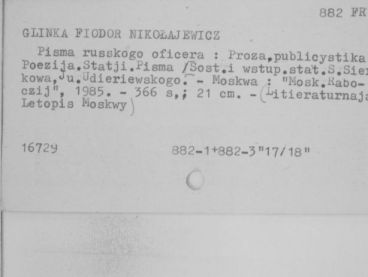 882 FR
GLINKA FIODOR NIKOŁAJEWICZ
Pisma russkogo oficera : Proza,publicystika
Poezija.Statji.Pisma /Sost.i wstup.stat.S.Sier
kowa,Ju.Udieriewskogo. - Moskwa : "Mosk.Rabo-
czij", 1985. - 366 s,; 21 cm. - (Litieraturnaja
Letopis Moskwy)
16729 882-1+882-3"17/18"